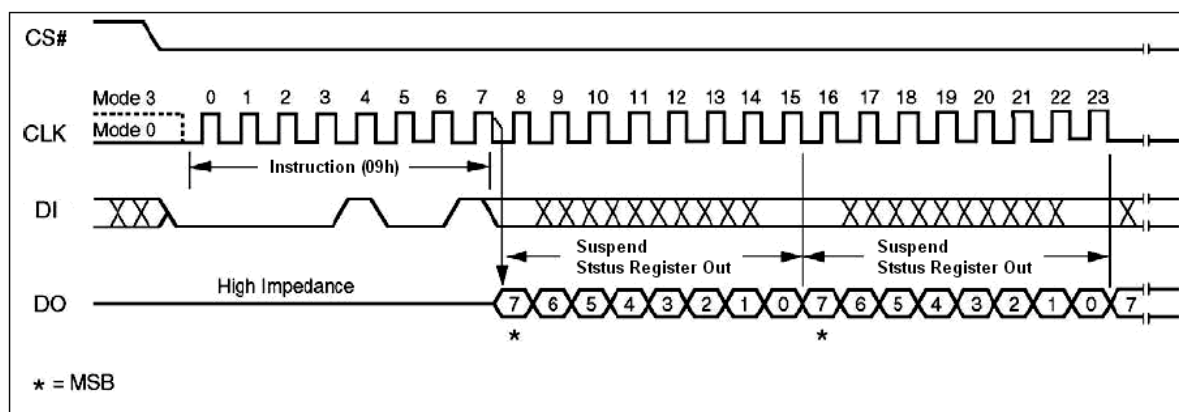 CS#
Mode 3 0 1 2 3 4 5 6 7 8 9 10 11 12 13 14 15 16 17 18 19 20 21 22 23
CLK Mode 0
Instruction (09h)
DI
Suspend Suspend
Ststus Register Out Ststus Register Out
High Impedance
DO 7 6 5 4 3 2 1 0 7 6 5 4 3 2 1 0 7
* *
* = MSB